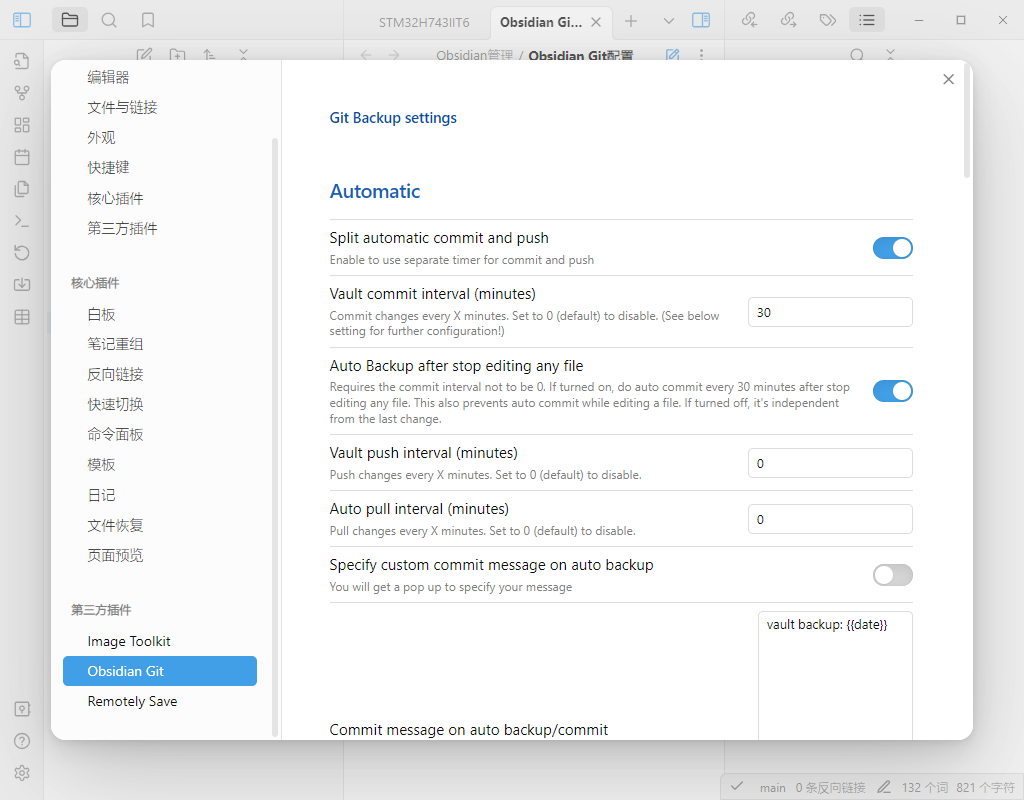 STM32H743IIT6
Obsidian Gi...
Obsidian管理 / Obsidian Git配置
编辑器
文件与链接
外观
快捷键
核心插件
第三方插件
核心插件
白板
笔记重组
反向链接
快速切换
命令面板
模板
日记
文件恢复
页面预览
第三方插件
Image Toolkit
Obsidian Git
Remotely Save
Git Backup settings
Automatic
Split automatic commit and push
Enable to use separate timer for commit and push
Vault commit interval (minutes)
Commit changes every X minutes. Set to 0 (default) to disable. (See below
setting for further configuration!)
30
Auto Backup after stop editing any file
Requires the commit interval not to be 0. If turned on, do auto commit every 30 minutes after stop
editing any file. This also prevents auto commit while editing a file. If turned off, it's independent
from the last change.
Vault push interval (minutes)
Push changes every X minutes. Set to 0 (default) to disable.
0
Auto pull interval (minutes)
Pull changes every X minutes. Set to 0 (default) to disable.
0
Specify custom commit message on auto backup
You will get a pop up to specify your message
vault backup: {{date}}
Commit message on auto backup/commit
main 0 条反向链接 132 个词 821 个字符